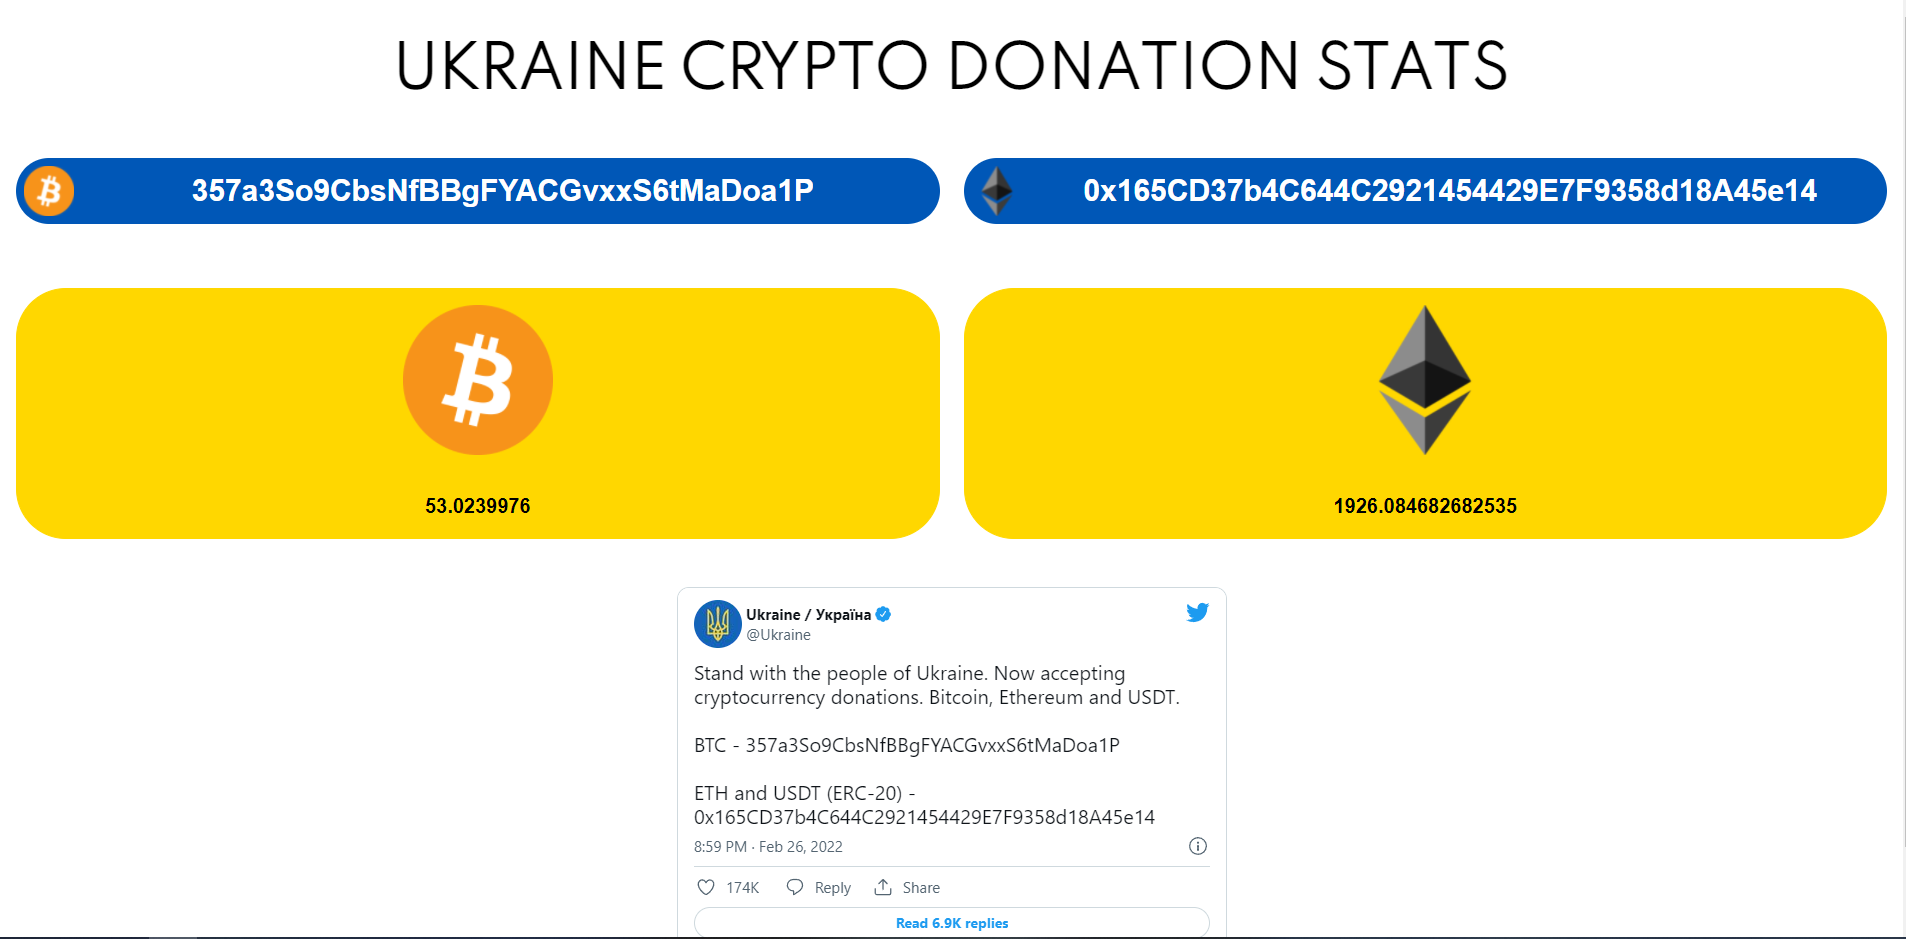 UKRAINE CRYPTO DONATION STATS
357a3So9CbsNfBBgFYACGvxxS6tMaDoa1P
0x165CD37b4C644C2921454429E7F9358d18A45e14
53.0239976
1926.084682682535
Ukraine / Україна
@Ukraine
Stand with the people of Ukraine. Now accepting
cryptocurrency donations. Bitcoin, Ethereum and USDT.
BTC - 357a3So9CbsNfBBgFYACGvxxS6tMaDoa1P
ETH and USDT (ERC-20) -
0x165CD37b4C644C2921454429E7F9358d18A45e14
8:59 PM · Feb 26, 2022
174K Reply Share
Read 6.9K replies